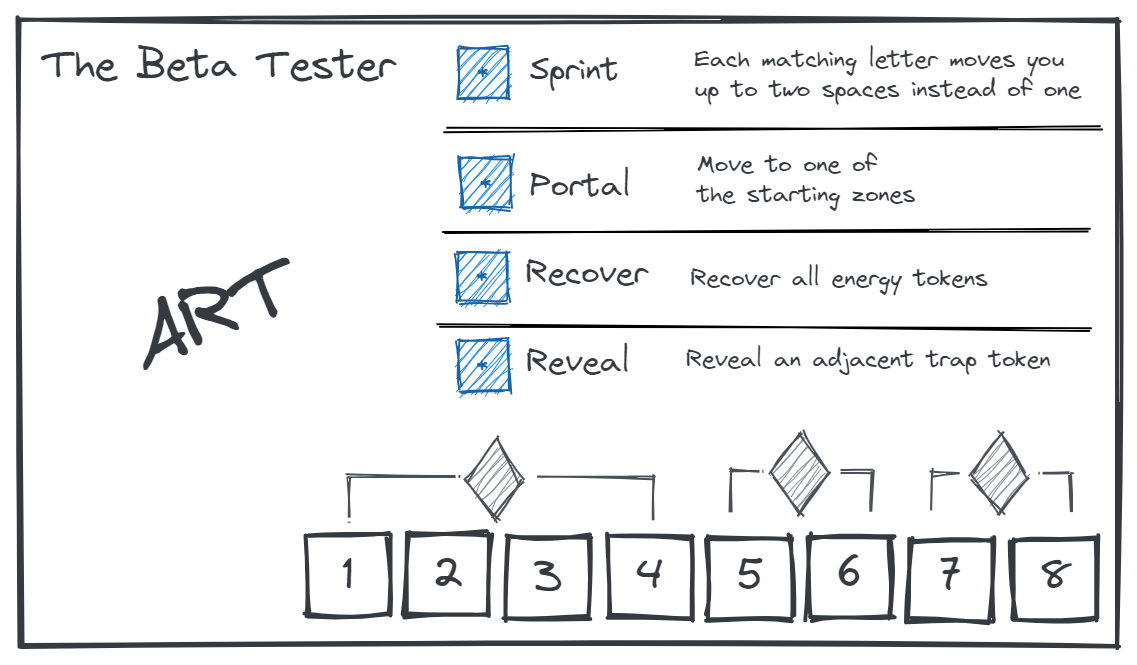 The Beta Tester
* Sprint
Each matching letter moves you
up to two spaces instead of one
* Portal
Move to one of
the starting zones
* Recover
Recover all energy tokens
* Reveal
Reveal an adjacent trap token
ART
1 2 3 4 5 6 7 8